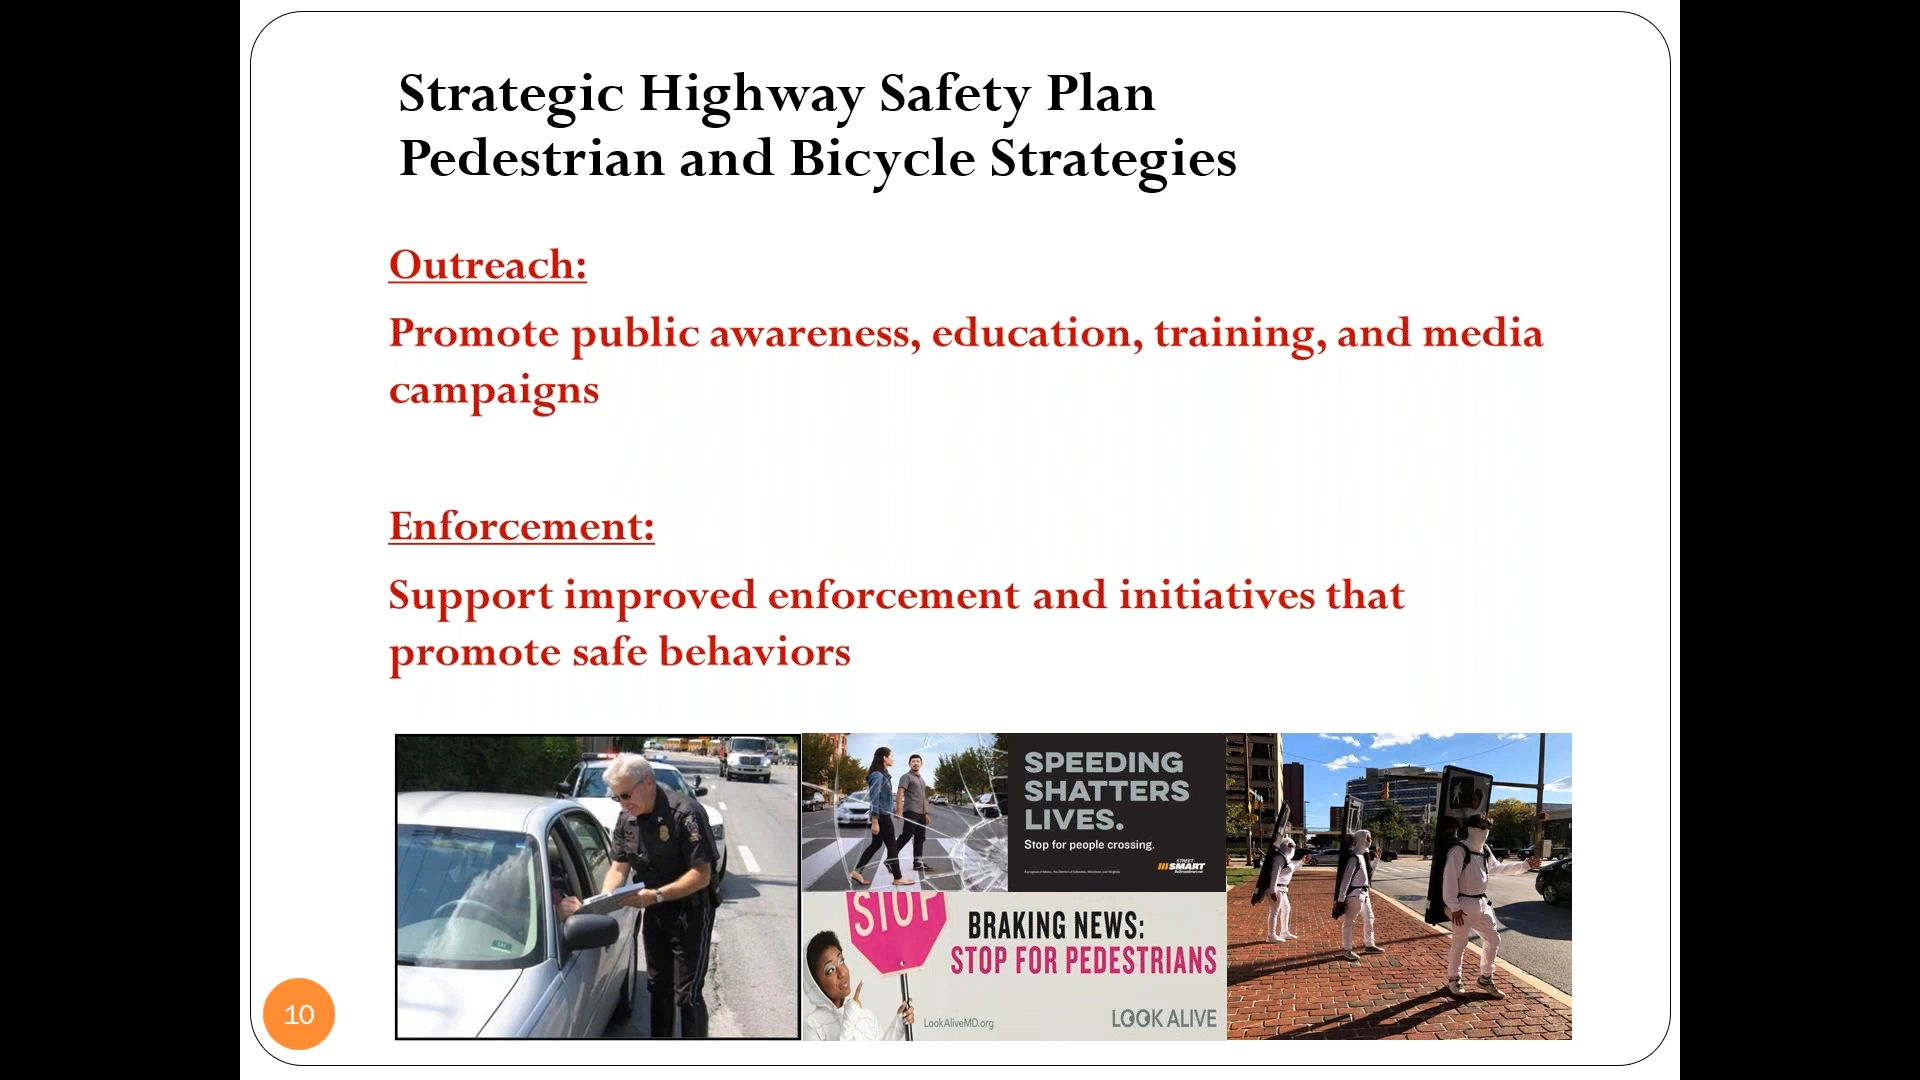 Strategic Highway Safety Plan
Pedestrian and Bicycle Strategies
Outreach:
Promote public awareness, education, training, and media
campaigns
Enforcement:
Support improved enforcement and initiatives that
promote safe behaviors
SPEEDING
SHATTERS
LIVES.
Stop for people crossing.
STREET
SMART
STOP
BRAKING NEWS:
STOP FOR PEDESTRIANS
LookAliveMD.org
LOOK ALIVE
10